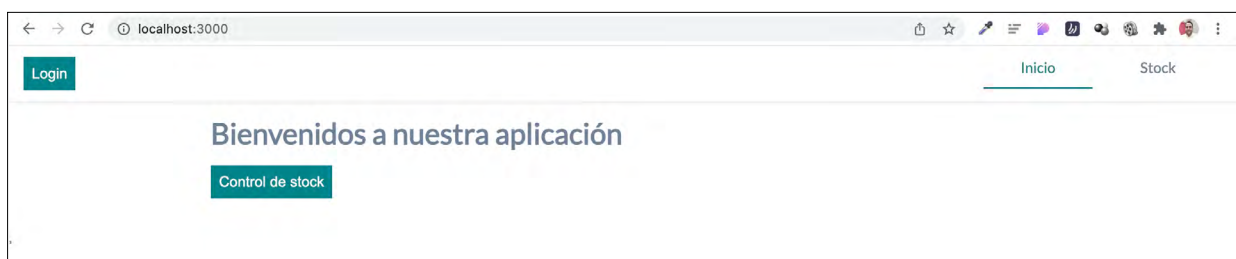 localhost:3000
Login
Inicio
Stock
Bienvenidos a nuestra aplicación
Control de stock